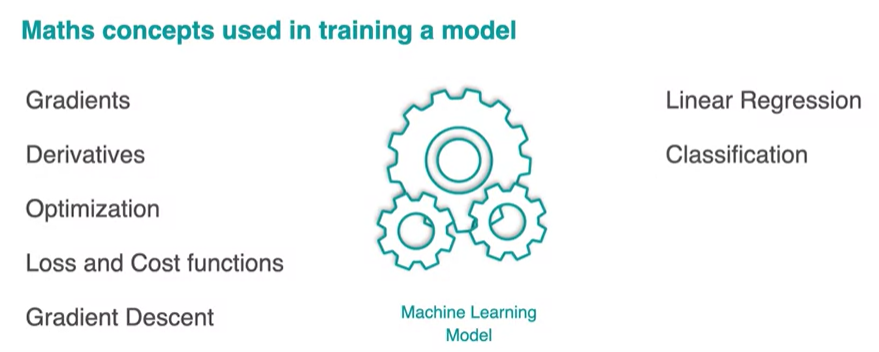 Maths concepts used in training a model
Gradients
Derivatives
Optimization
Loss and Cost functions
Gradient Descent
Machine Learning
Model
Linear Regression
Classification